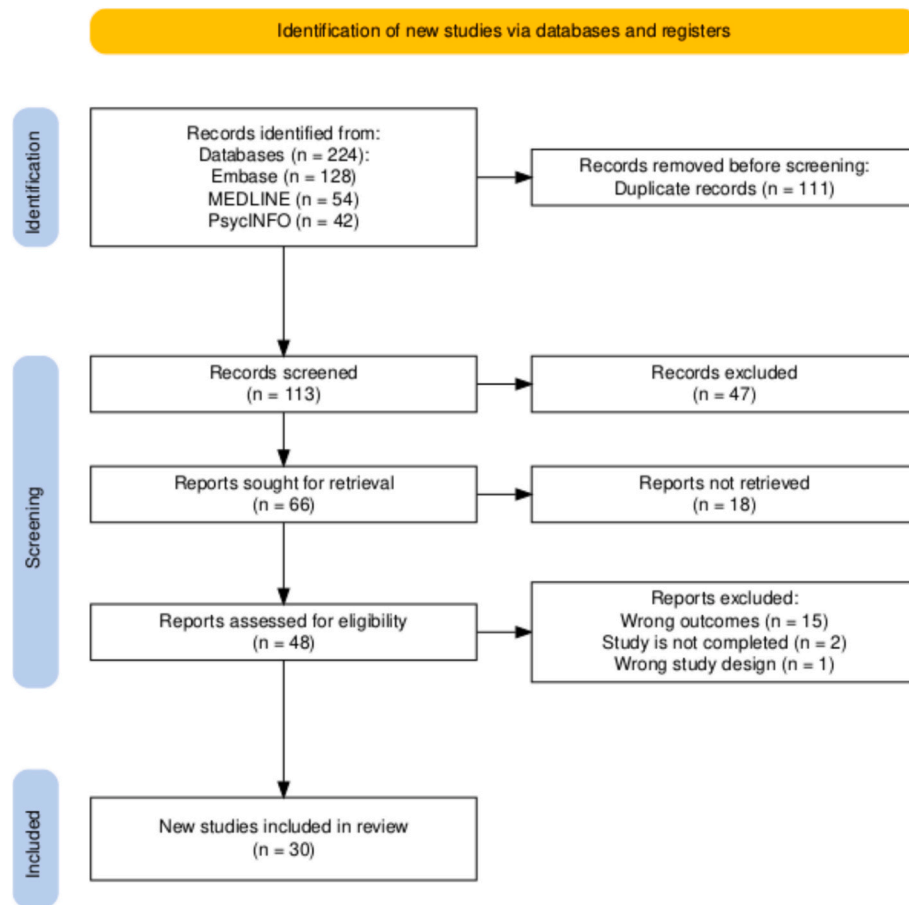 Identification of new studies via databases and registers
Identification
Records identified from:
Databases (n = 224):
Embase (n = 128)
MEDLINE (n = 54)
PsycINFO (n = 42)
Records removed before screening:
Duplicate records (n = 111)
Screening
Records screened
(n = 113)
Records excluded
(n = 47)
Reports sought for retrieval
(n = 66)
Reports not retrieved
(n = 18)
Reports assessed for eligibility
(n = 48)
Reports excluded:
Wrong outcomes (n = 15)
Study is not completed (n = 2)
Wrong study design (n = 1)
Included
New studies included in review
(n = 30)